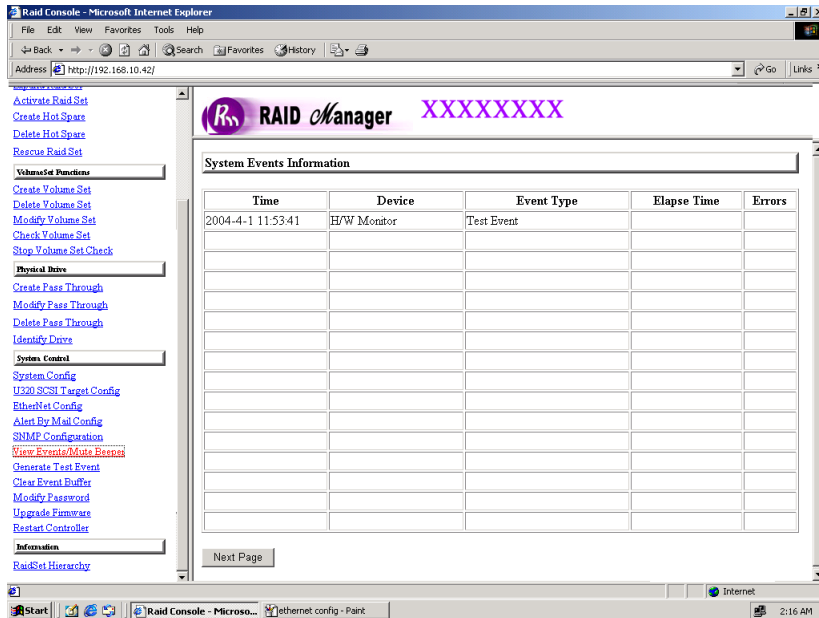 Raid Console - Microsoft Internet Explorer
File Edit View Favorites Tools Help
Back Search Favorites History
Address http://192.168.10.42/ Go Links
Activate Raid Set
Create Hot Spare
Delete Hot Spare
Rescue Raid Set
VolumeSet Functions
Create Volume Set
Delete Volume Set
Modify Volume Set
Check Volume Set
Stop Volume Set Check
Physical Drive
Create Pass Through
Modify Pass Through
Delete Pass Through
Identify Drive
System Control
System Config
U320 SCSI Target Config
EtherNet Config
Alert By Mail Config
SNMP Configuration
View Events/Mute Beeper
Generate Test Event
Clear Event Buffer
Modify Password
Upgrade Firmware
Restart Controller
Information
RaidSet Hierarchy
RAID Manager XXXXXXXX
System Events Information
Time Device Event Type Elapse Time Errors
2004-4-1 11:53:41 H/W Monitor Test Event
Next Page
Internet
Start Raid Console - Microso... ethernet config - Paint 2:16 AM